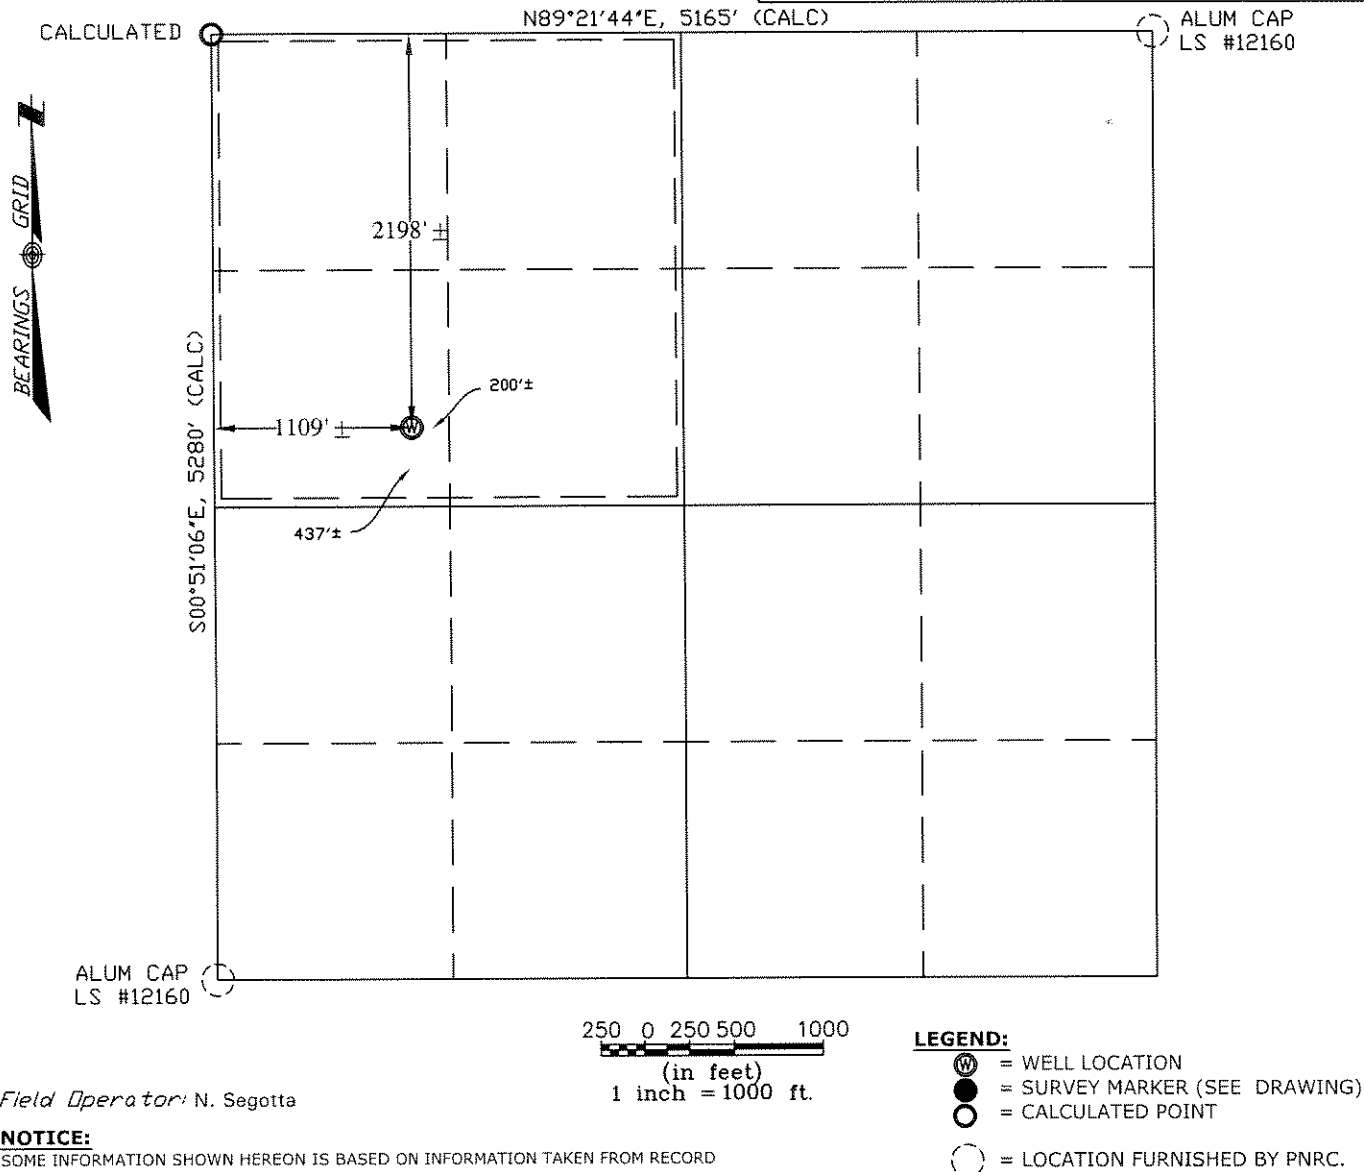 N89°21'44"E, 5165' (CALC)
CALCULATED
ALUM CAP
LS #12160
BEARINGS GRID
2198' ±
S00°51'06"E, 5280' (CALC)
200'±
1109' ±
W
437'±
ALUM CAP
LS #12160
250 0 250 500 1000
(in feet)
1 inch = 1000 ft.
LEGEND:
W = WELL LOCATION
= SURVEY MARKER (SEE DRAWING)
= CALCULATED POINT
= LOCATION FURNISHED BY PNRC.
Field Operator: N. Segotta
NOTICE:
SOME INFORMATION SHOWN HEREON IS BASED ON INFORMATION TAKEN FROM RECORD